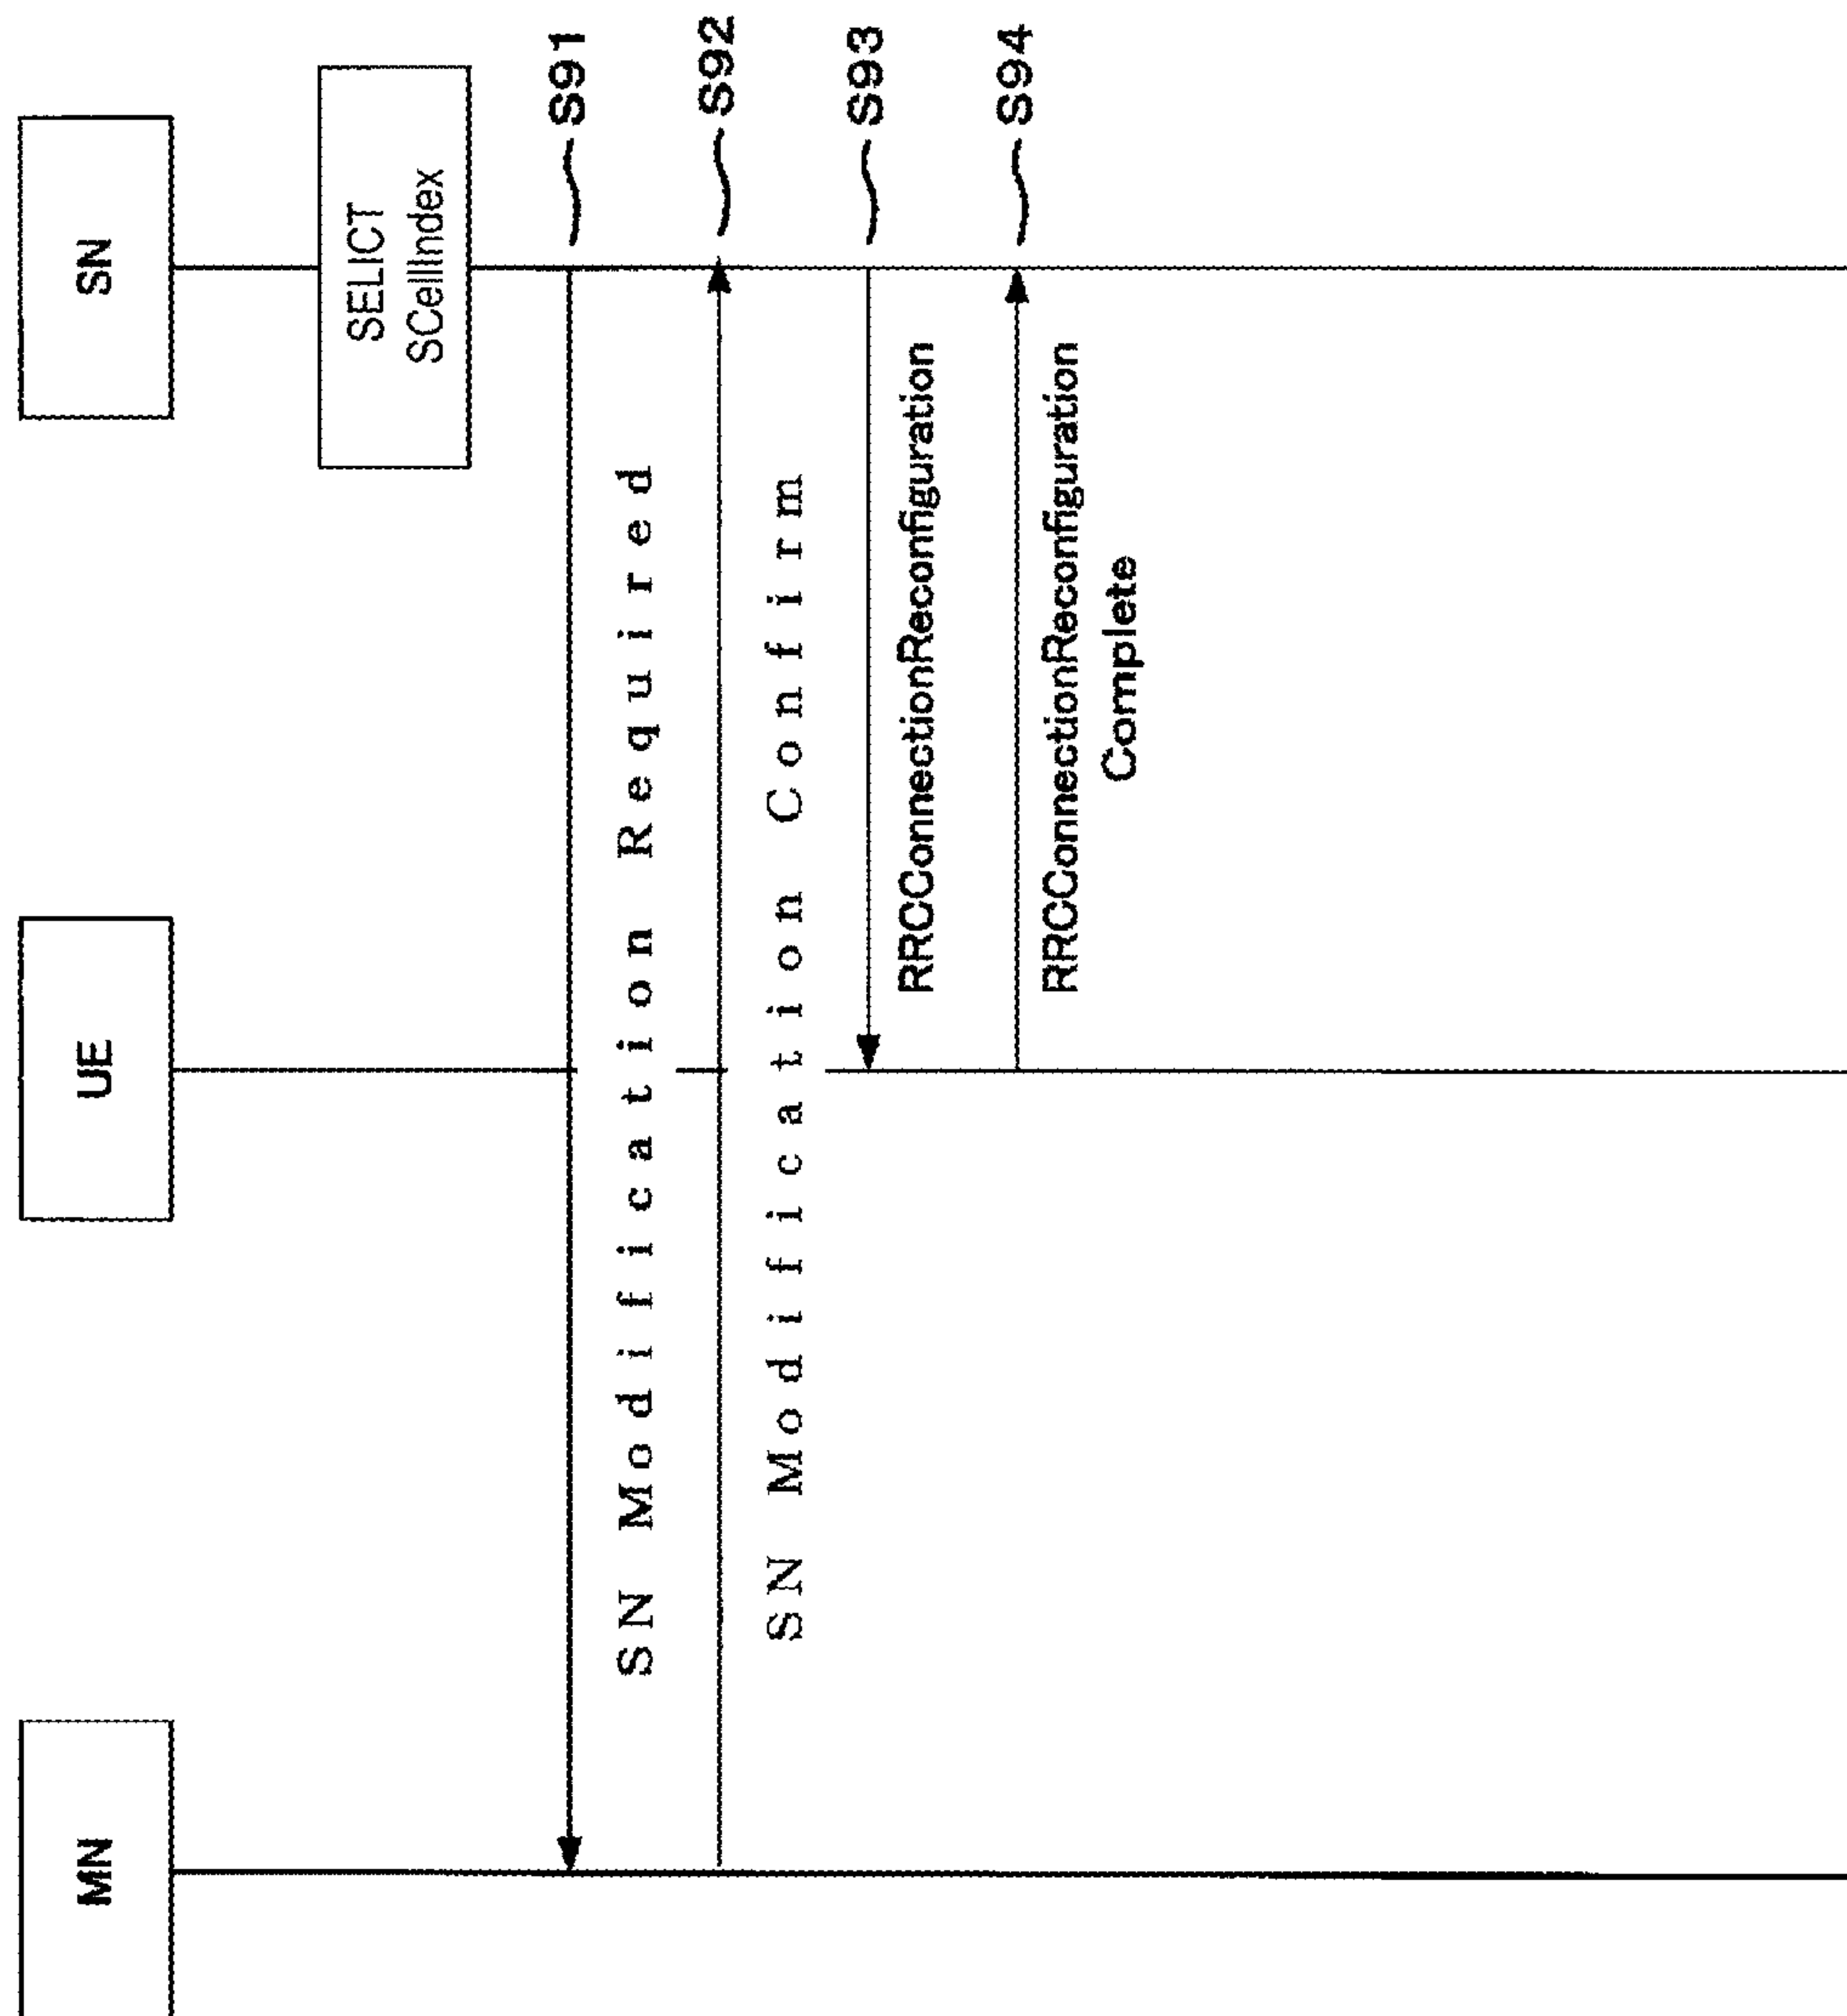 MN
UE
SN
SELICT
SCellIndex
S91
SN Modification Required
S92
SN Modification Confirm
S93
RRCConnectionReconfiguration
S94
RRCConnectionReconfiguration
Complete